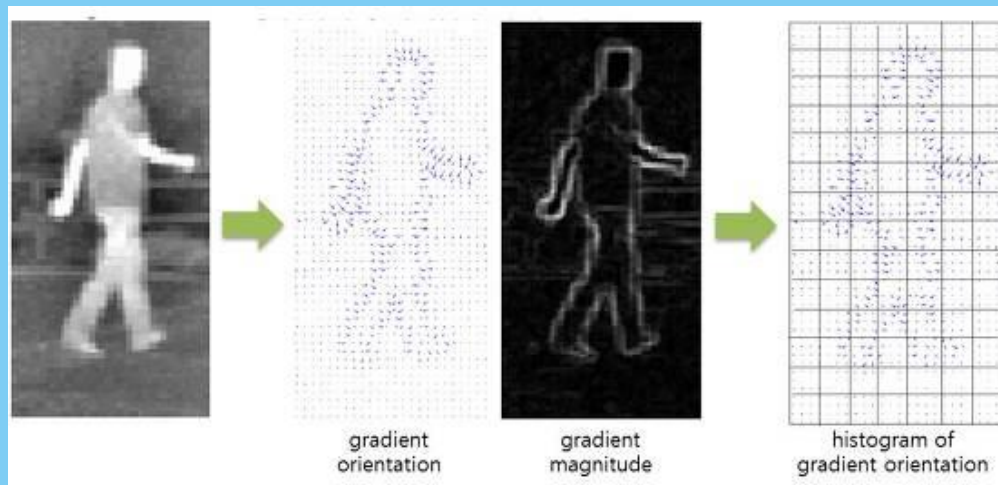 gradient
orientation
gradient
magnitude
histogram of
gradient orientation